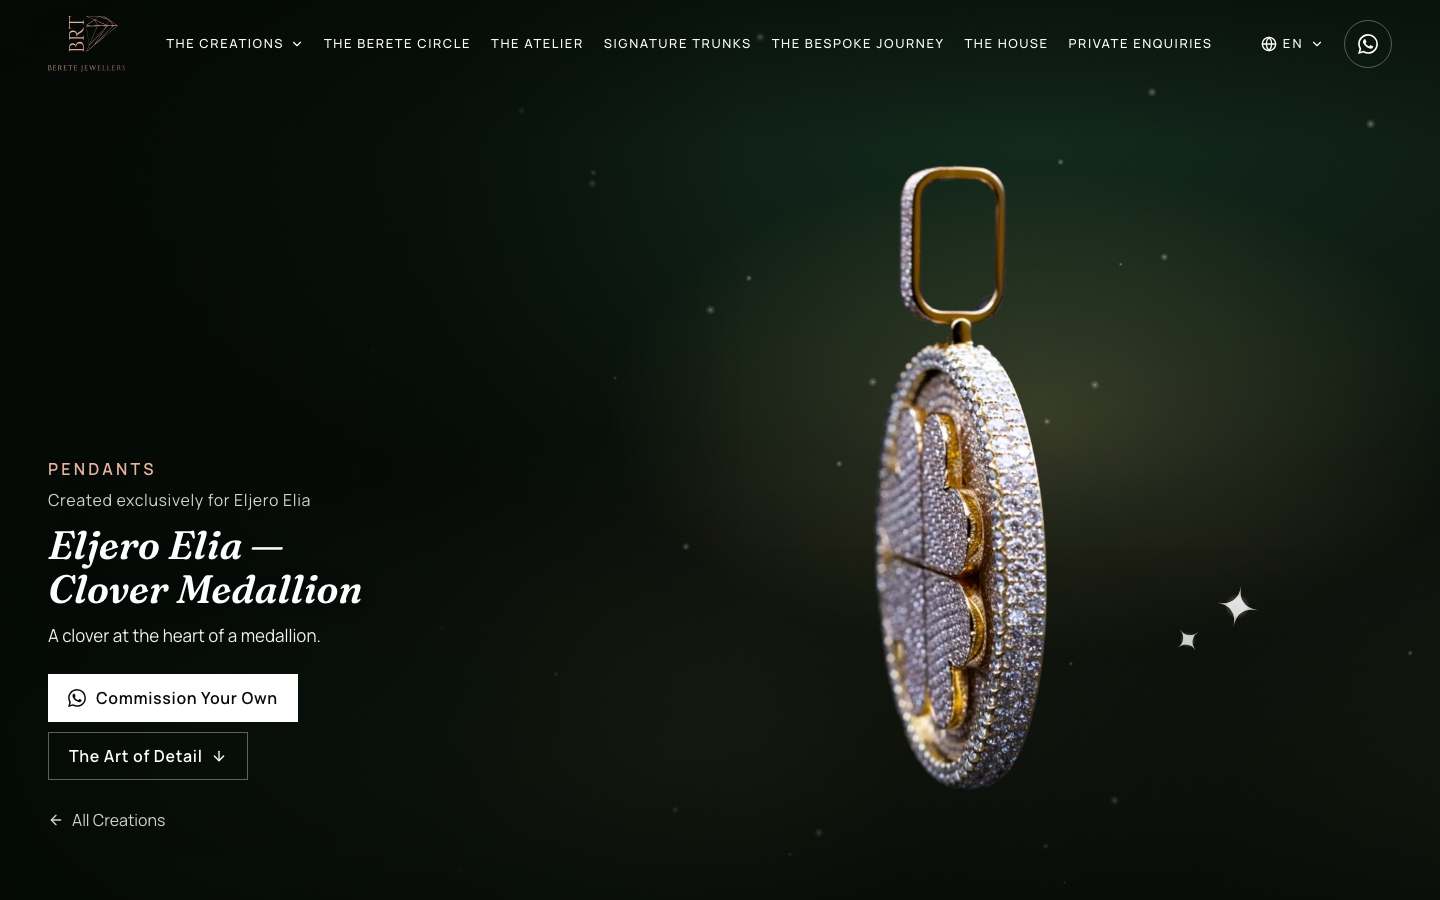 BRT
BERETE JEWELLERS
THE CREATIONS
THE BERETE CIRCLE
THE ATELIER
SIGNATURE TRUNKS
THE BESPOKE JOURNEY
THE HOUSE
PRIVATE ENQUIRIES
EN
PENDANTS
Created exclusively for Eljero Elia
Eljero Elia —
Clover Medallion
A clover at the heart of a medallion.
Commission Your Own
The Art of Detail ↓
← All Creations